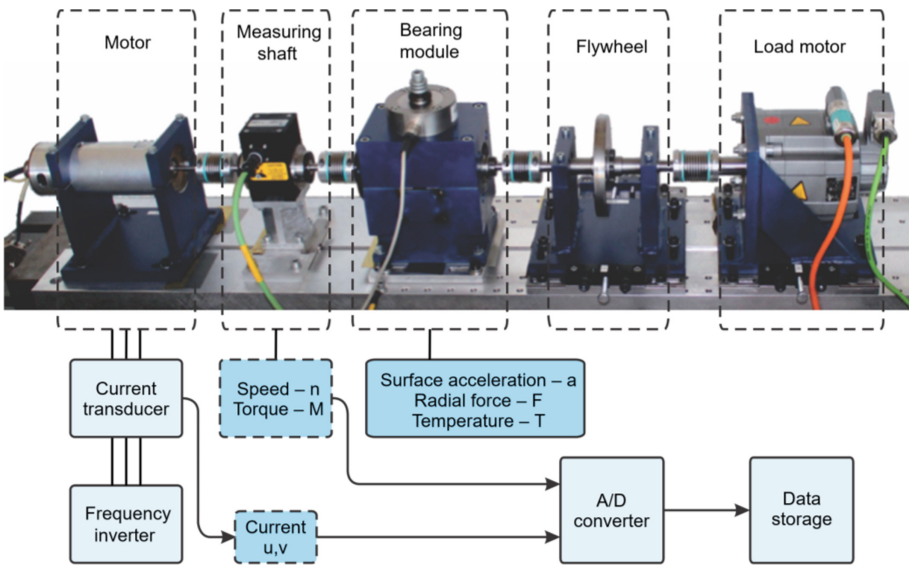 Motor
Measuring
shaft
Bearing
module
Flywheel
Load motor
Current
transducer
Speed – n
Torque – M
Surface acceleration – a
Radial force – F
Temperature – T
Frequency
inverter
Current
u,v
A/D
converter
Data
storage